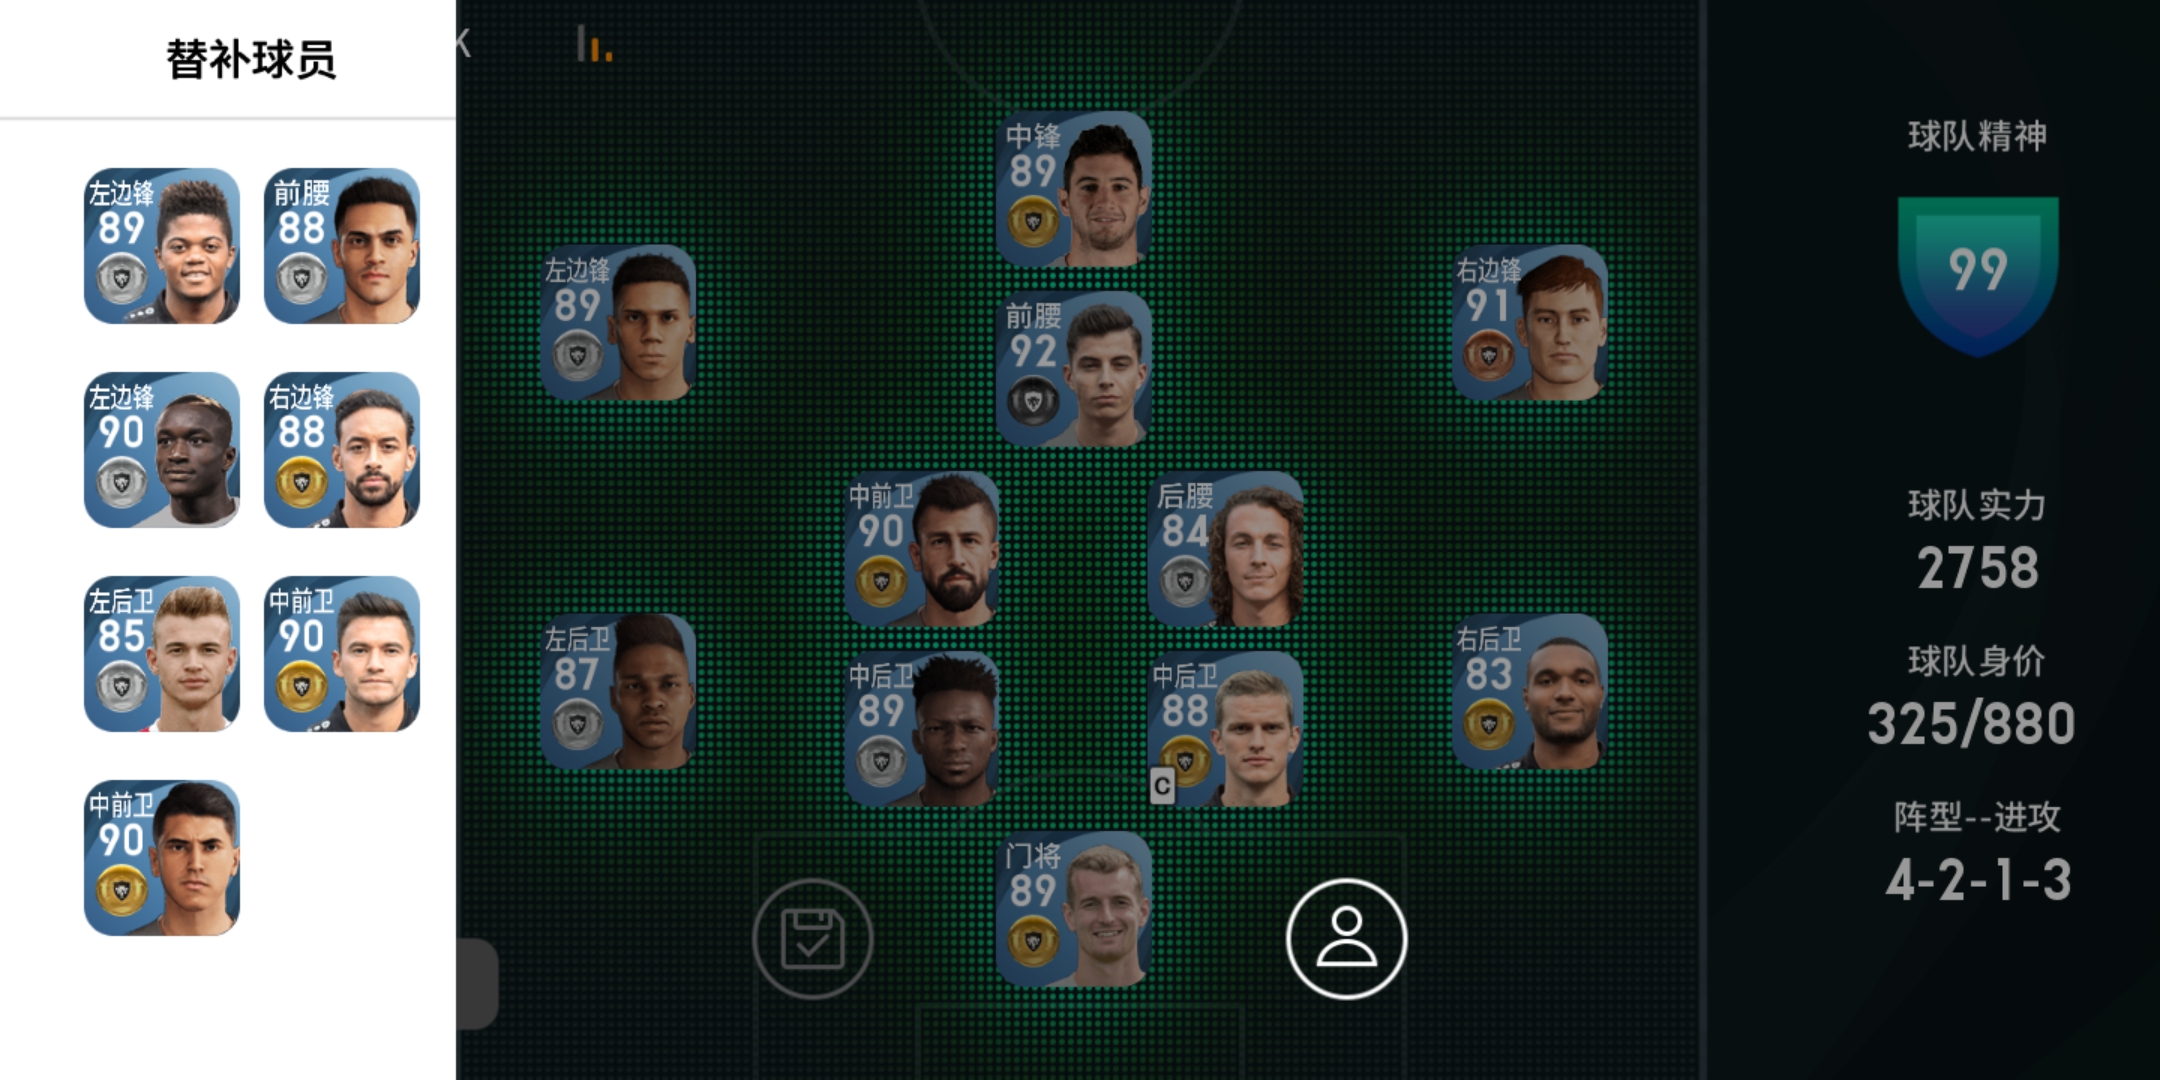 替补球员
左边锋
89
前腰
88
左边锋
90
右边锋
88
左后卫
85
中前卫
90
中前卫
90
中锋
89
左边锋
89
右边锋
91
前腰
92
中前卫
90
后腰
84
左后卫
87
右后卫
83
中后卫
89
中后卫
88
C
门将
89
球队精神
99
球队实力
2758
球队身价
325/880
阵型--进攻
4-2-1-3